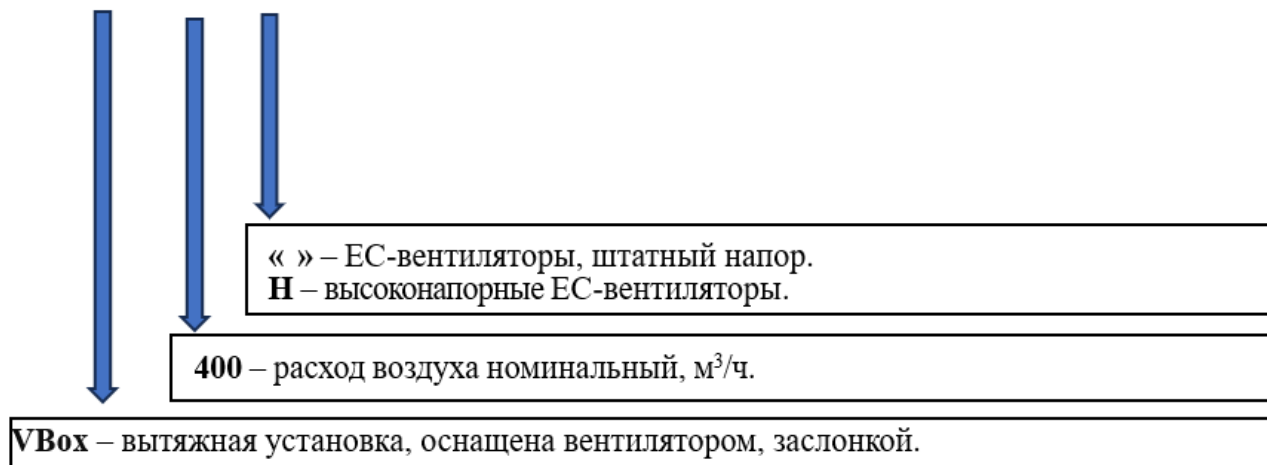 « » – ЕС-вентиляторы, штатный напор.
Н – высоконапорные ЕС-вентиляторы.
400 – расход воздуха номинальный, м³/ч.
VBox – вытяжная установка, оснащена вентилятором, заслонкой.